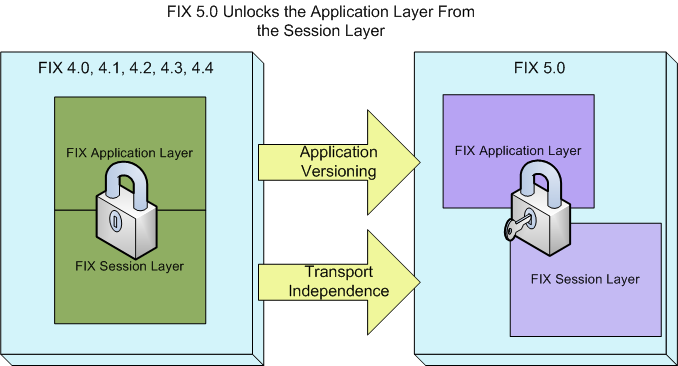 FIX 5.0 Unlocks the Application Layer From
the Session Layer
FIX 4.0, 4.1, 4.2, 4.3, 4.4
FIX Application Layer
FIX Session Layer
Application
Versioning
Transport
Independence
FIX 5.0
FIX Application Layer
FIX Session Layer